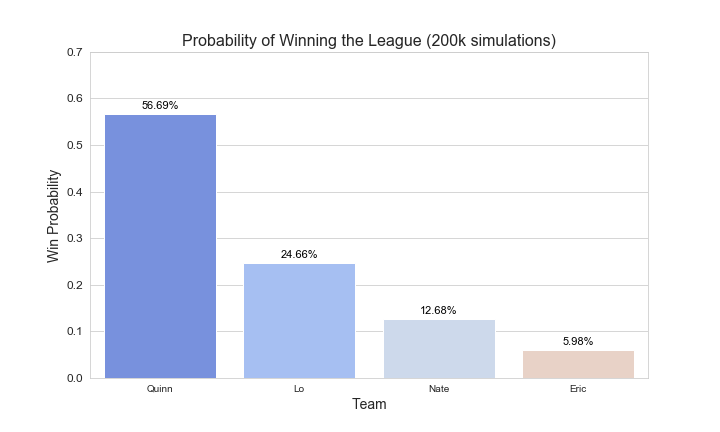 Probability of Winning the League (200k simulations)
0.7
0.6
0.5
0.4
0.3
0.2
0.1
0.0
Win Probability
56.69%
24.66%
12.68%
5.98%
Quinn
Lo
Nate
Eric
Team